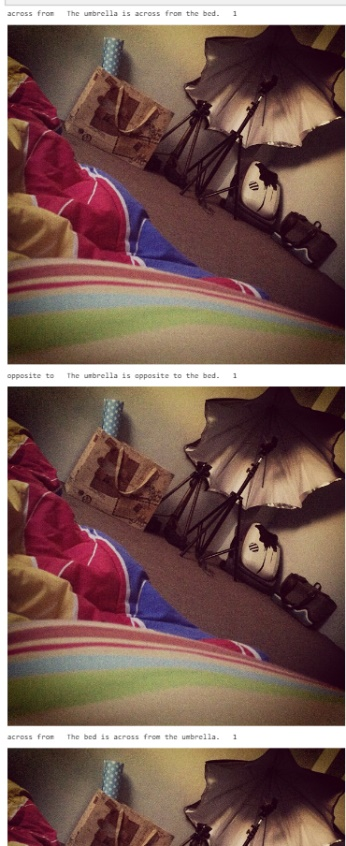 across from The umbrella is across from the bed. 1
opposite to The umbrella is opposite to the bed. 1
across from The bed is across from the umbrella. 1